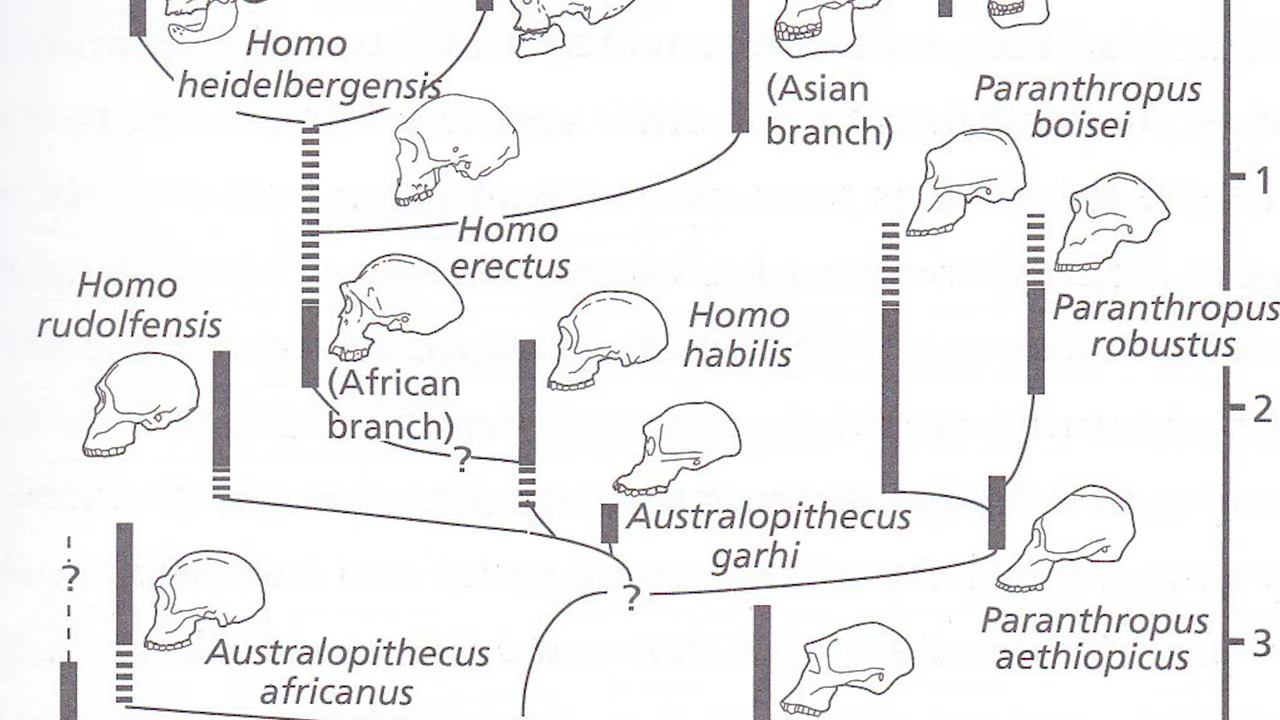 Homo
heidelbergensis
(Asian
branch)
Paranthropus
boisei
1
Homo
erectus
Homo
rudolfensis
Homo
habilis
Paranthropus
robustus
(African
branch)
?
2
Australopithecus
garhi
?
?
Paranthropus
aethiopicus
3
Australopithecus
africanus